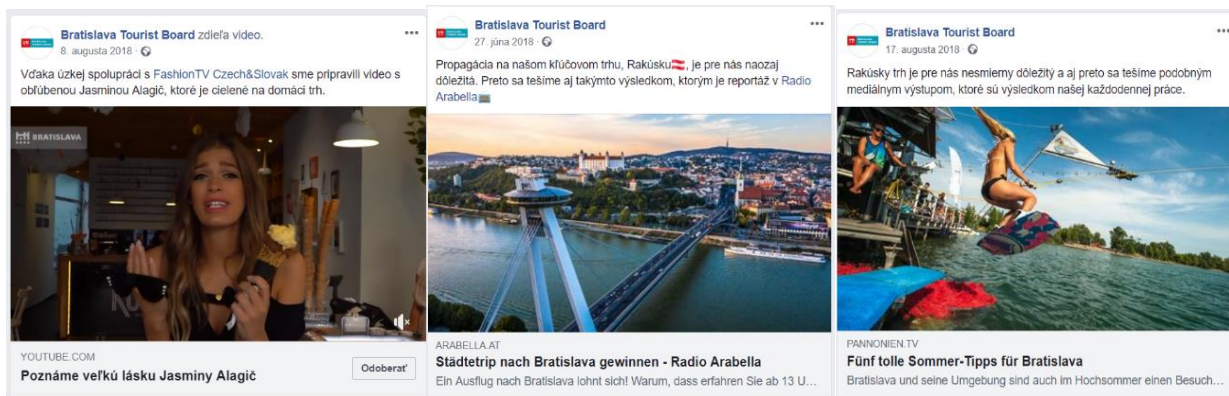 Bratislava Tourist Board zdieľa video.
8. augusta 2018
Vďaka úzkej spolupráci s FashionTV Czech&Slovak sme pripravili video s
obľúbenou Jasminou Alagič, ktoré je cielené na domáci trh.
BRATISLAVA
YOUTUBE.COM
Poznáme veľkú lásku Jasminy Alagič
Odoberať
Bratislava Tourist Board
27. júna 2018
Propagácia na našom kľúčovom trhu, Rakúsku, je pre nás naozaj
dôležitá. Preto sa tešíme aj takýmto výsledkom, ktorým je reportáž v Radio
Arabella
ARABELLA.AT
Städtetrip nach Bratislava gewinnen - Radio Arabella
Ein Ausflug nach Bratislava lohnt sich! Warum, dass erfahren Sie ab 13 U...
Bratislava Tourist Board
17. augusta 2018
Rakúsky trh je pre nás nesmierny dôležitý a aj preto sa tešíme podobným
mediálnym výstupom, ktoré sú výsledkom našej každodennej práce.
PANNONIEN.TV
Fünf tolle Sommer-Tipps für Bratislava
Bratislava und seine Umgebung sind auch im Hochsommer einen Besuch...